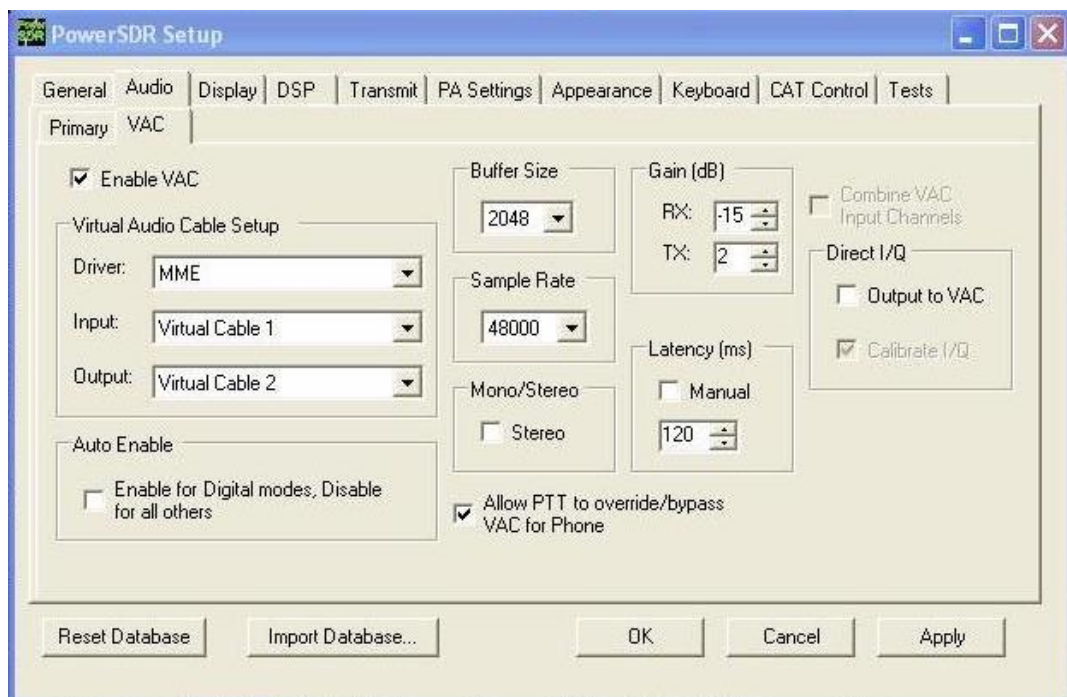 PowerSDR Setup
General Audio Display DSP Transmit PA Settings Appearance Keyboard CAT Control Tests
Primary VAC
Enable VAC
Virtual Audio Cable Setup
Driver: MME
Input: Virtual Cable 1
Output: Virtual Cable 2
Auto Enable
Enable for Digital modes, Disable
for all others
Buffer Size
2048
Sample Rate
48000
Mono/Stereo
Stereo
Allow PTT to override/bypass
VAC for Phone
Gain (dB)
RX: -15
TX: 2
Latency (ms)
Manual
120
Combine VAC
Input Channels
Direct I/Q
Output to VAC
Calibrate I/Q
Reset Database Import Database... OK Cancel Apply